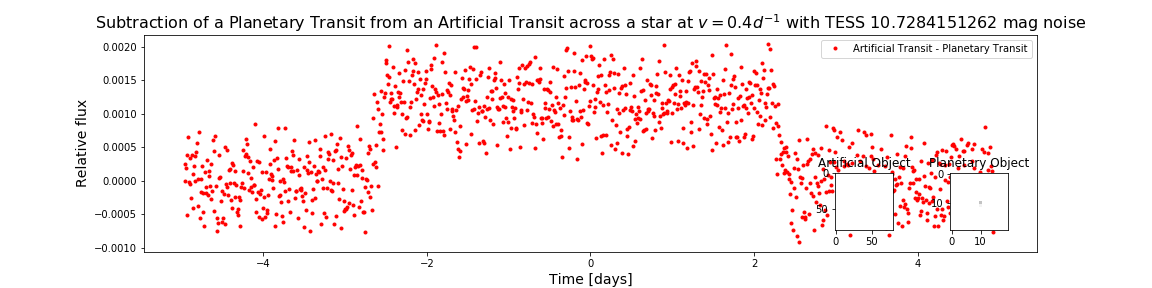 Subtraction of a Planetary Transit from an Artificial Transit across a star at v = 0.4d⁻¹ with TESS 10.7284151262 mag noise
Artificial Transit - Planetary Transit
Relative flux
0.0020
0.0015
0.0010
0.0005
0.0000
−0.0005
−0.0010
Artificial Object
0
50
0 50
Planetary Object
0
10
0 10
−4 −2 0 2 4
Time [days]